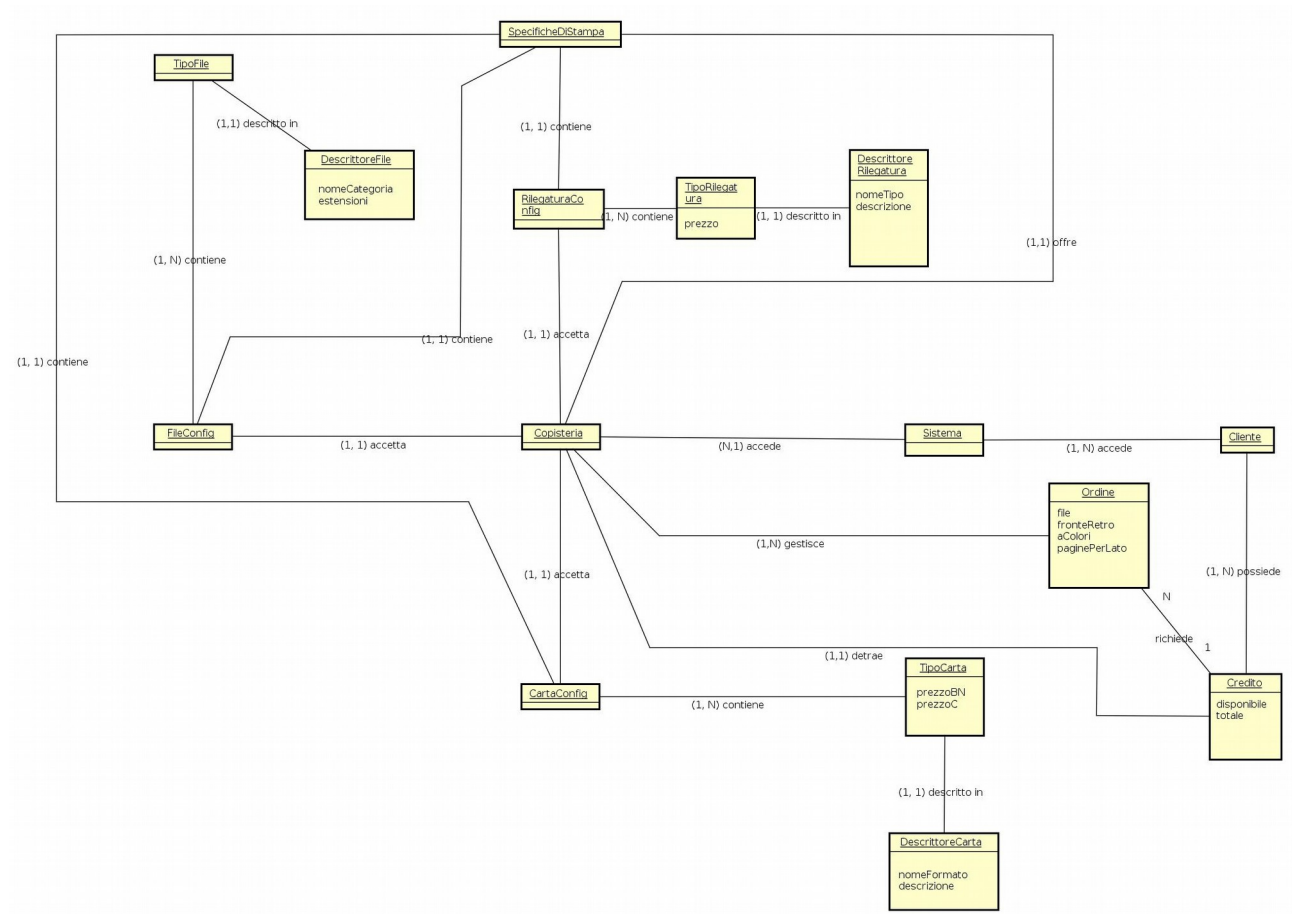 SpecificheDiStampa
TipoFile
(1,1) descritto in
(1, 1) contiene
DescrittoreFile
nomeCategoria
estensioni
Descrittore
Rilegatura
nomeTipo
descrizione
TipoRilegat
ura
prezzo
RilegaturaCo
nfig
(1, N) contiene
(1, 1) descritto in
(1,1) offre
(1, N) contiene
(1, 1) accetta
(1, 1) contiene
(1, 1) contiene
FileConfig
(1, 1) accetta
Copisteria
(N,1) accede
Sistema
(1, N) accede
Cliente
Ordine
file
fronteRetro
aColori
paginePerLato
(1,N) gestisce
(1, 1) accetta
(1, N) possiede
N
richiede
1
(1,1) detrae
TipoCarta
prezzoBN
prezzoC
Credito
disponibile
totale
CartaConfig
(1, N) contiene
(1, 1) descritto in
DescrittoreCarta
nomeFormato
descrizione